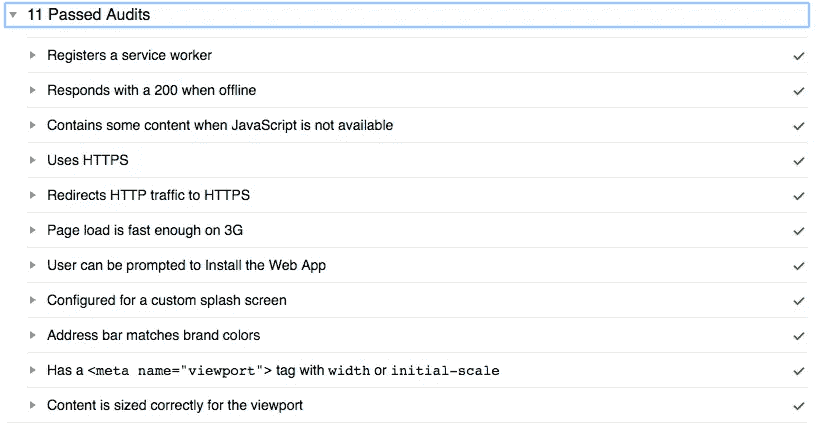 11 Passed Audits
Registers a service worker
Responds with a 200 when offline
Contains some content when JavaScript is not available
Uses HTTPS
Redirects HTTP traffic to HTTPS
Page load is fast enough on 3G
User can be prompted to Install the Web App
Configured for a custom splash screen
Address bar matches brand colors
Has a <meta name="viewport"> tag with width or initial-scale
Content is sized correctly for the viewport